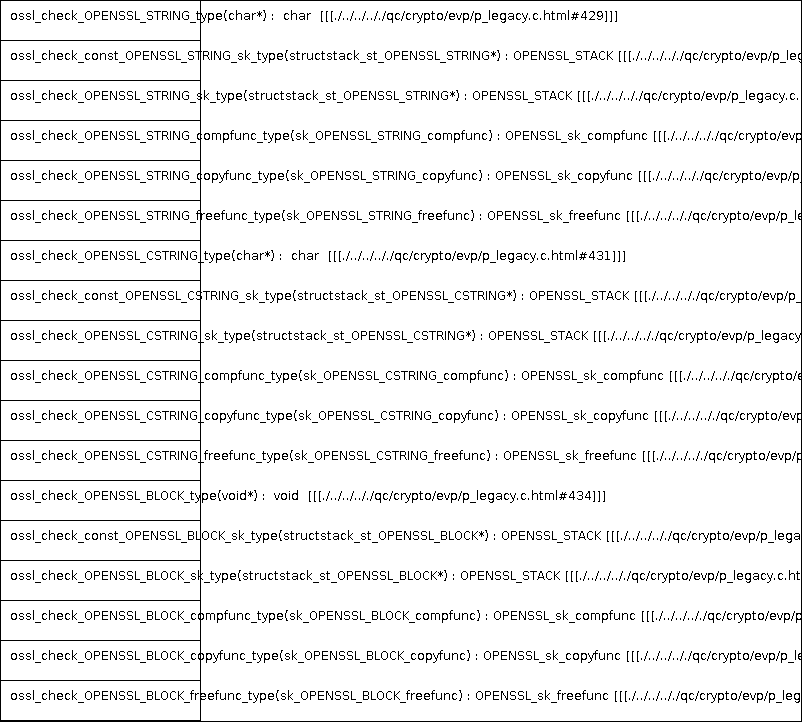 ossl_check_OPENSSL_STRING_type(char*) :  char  [[[./../../../../qc/crypto/evp/p_legacy.c.html#429]]]
ossl_check_const_OPENSSL_STRING_sk_type(structstack_st_OPENSSL_STRING*) : OPENSSL_STACK [[[./../../../../qc/crypto/evp/p_leg
ossl_check_OPENSSL_STRING_sk_type(structstack_st_OPENSSL_STRING*) : OPENSSL_STACK [[[./../../../../qc/crypto/evp/p_legacy.c.
ossl_check_OPENSSL_STRING_compfunc_type(sk_OPENSSL_STRING_compfunc) : OPENSSL_sk_compfunc [[[./../../../../qc/crypto/evp
ossl_check_OPENSSL_STRING_copyfunc_type(sk_OPENSSL_STRING_copyfunc) : OPENSSL_sk_copyfunc [[[./../../../../qc/crypto/evp/p
ossl_check_OPENSSL_STRING_freefunc_type(sk_OPENSSL_STRING_freefunc) : OPENSSL_sk_freefunc [[[./../../../../qc/crypto/evp/p_le
ossl_check_OPENSSL_CSTRING_type(char*) :  char  [[[./../../../../qc/crypto/evp/p_legacy.c.html#431]]]
ossl_check_const_OPENSSL_CSTRING_sk_type(structstack_st_OPENSSL_CSTRING*) : OPENSSL_STACK [[[./../../../../qc/crypto/evp/p_
ossl_check_OPENSSL_CSTRING_sk_type(structstack_st_OPENSSL_CSTRING*) : OPENSSL_STACK [[[./../../../../qc/crypto/evp/p_legacy
ossl_check_OPENSSL_CSTRING_compfunc_type(sk_OPENSSL_CSTRING_compfunc) : OPENSSL_sk_compfunc [[[./../../../../qc/crypto/e
ossl_check_OPENSSL_CSTRING_copyfunc_type(sk_OPENSSL_CSTRING_copyfunc) : OPENSSL_sk_copyfunc [[[./../../../../qc/crypto/evp
ossl_check_OPENSSL_CSTRING_freefunc_type(sk_OPENSSL_CSTRING_freefunc) : OPENSSL_sk_freefunc [[[./../../../../qc/crypto/evp/p
ossl_check_OPENSSL_BLOCK_type(void*) :  void  [[[./../../../../qc/crypto/evp/p_legacy.c.html#434]]]
ossl_check_const_OPENSSL_BLOCK_sk_type(structstack_st_OPENSSL_BLOCK*) : OPENSSL_STACK [[[./../../../../qc/crypto/evp/p_lega
ossl_check_OPENSSL_BLOCK_sk_type(structstack_st_OPENSSL_BLOCK*) : OPENSSL_STACK [[[./../../../../qc/crypto/evp/p_legacy.c.ht
ossl_check_OPENSSL_BLOCK_compfunc_type(sk_OPENSSL_BLOCK_compfunc) : OPENSSL_sk_compfunc [[[./../../../../qc/crypto/evp/p
ossl_check_OPENSSL_BLOCK_copyfunc_type(sk_OPENSSL_BLOCK_copyfunc) : OPENSSL_sk_copyfunc [[[./../../../../qc/crypto/evp/p_le
ossl_check_OPENSSL_BLOCK_freefunc_type(sk_OPENSSL_BLOCK_freefunc) : OPENSSL_sk_freefunc [[[./../../../../qc/crypto/evp/p_leg